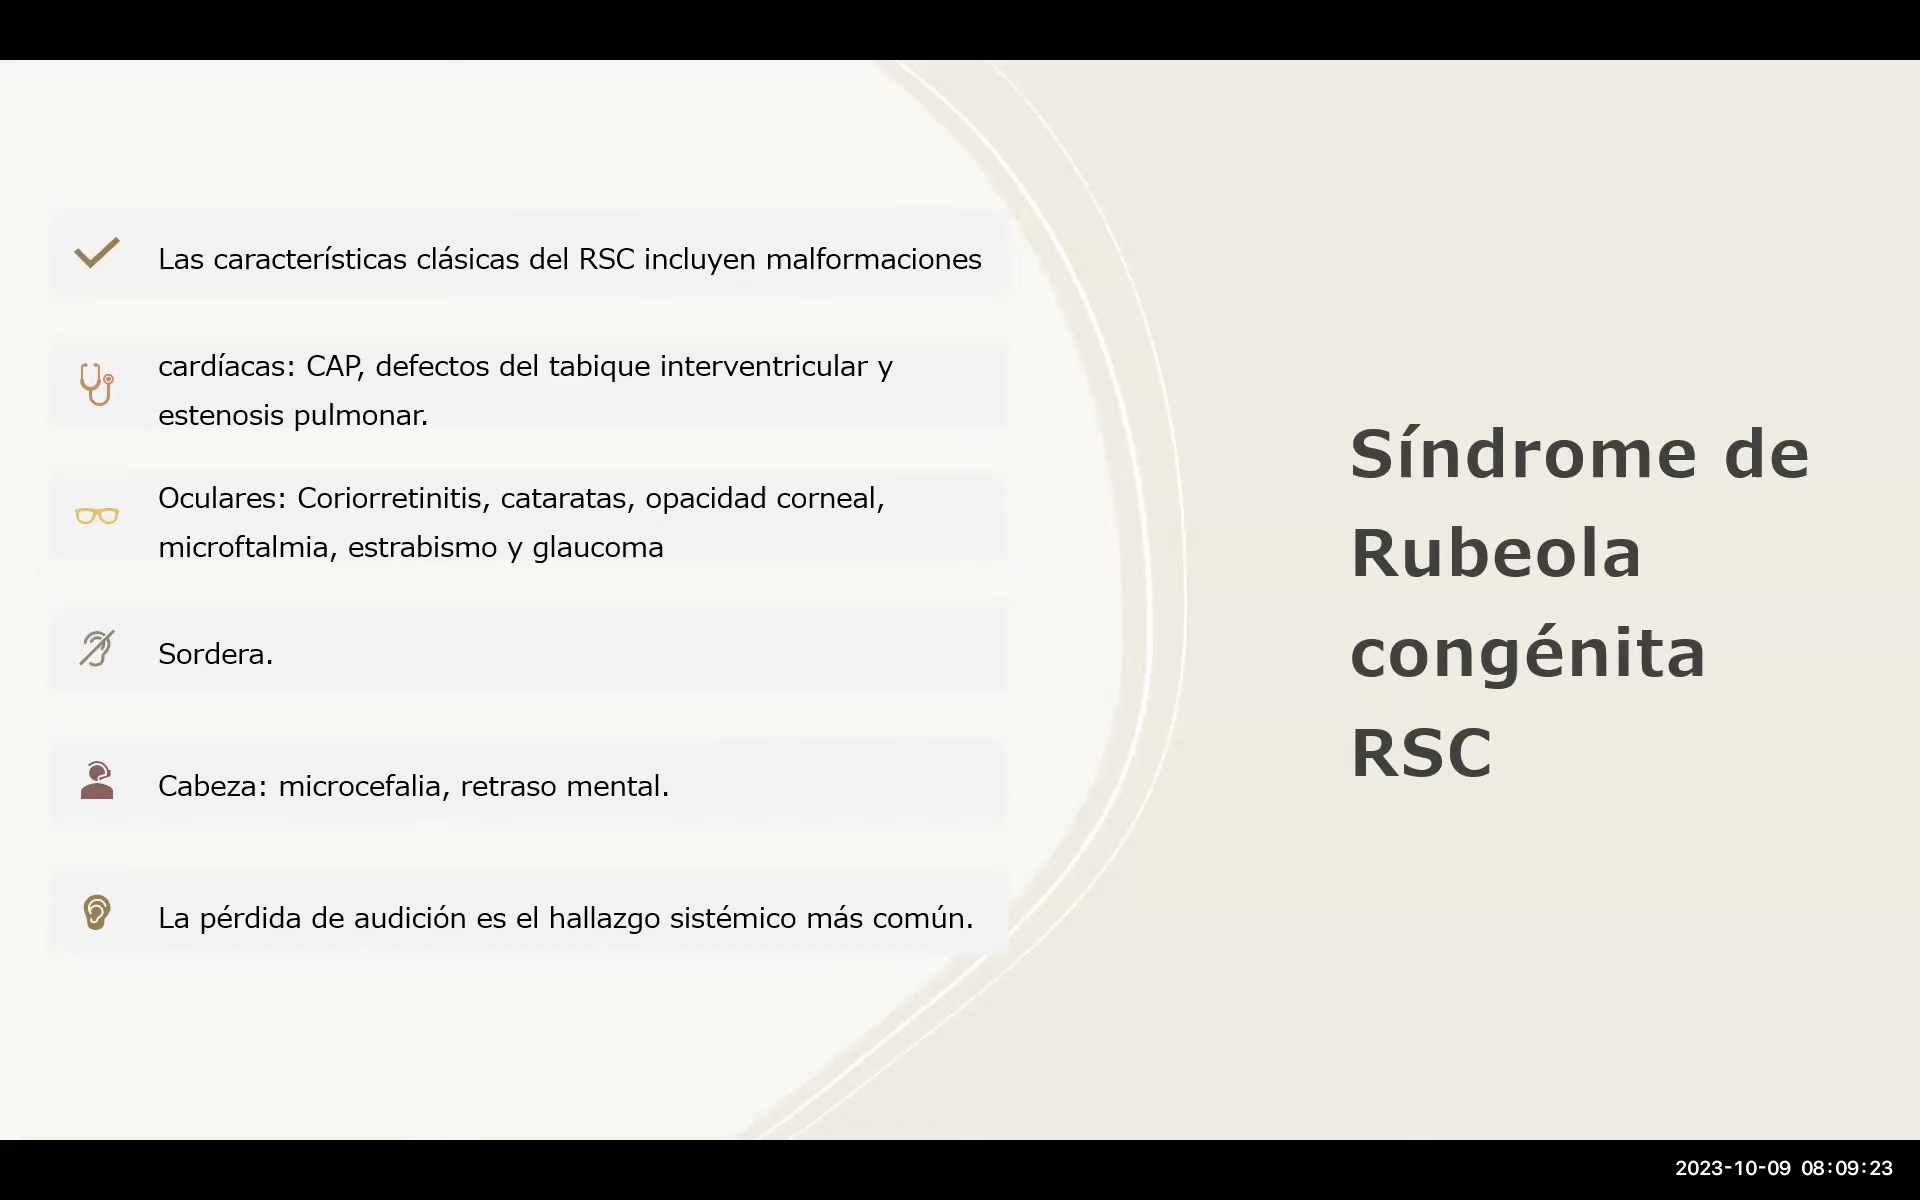 Las características clásicas del RSC incluyen malformaciones
cardíacas: CAP, defectos del tabique interventricular y
estenosis pulmonar.
Oculares: Coriorretinitis, cataratas, opacidad corneal,
microftalmia, estrabismo y glaucoma
Sordera.
Cabeza: microcefalia, retraso mental.
La pérdida de audición es el hallazgo sistémico más común.
Síndrome de
Rubeola
congénita
RSC
2023-10-09 08:09:23